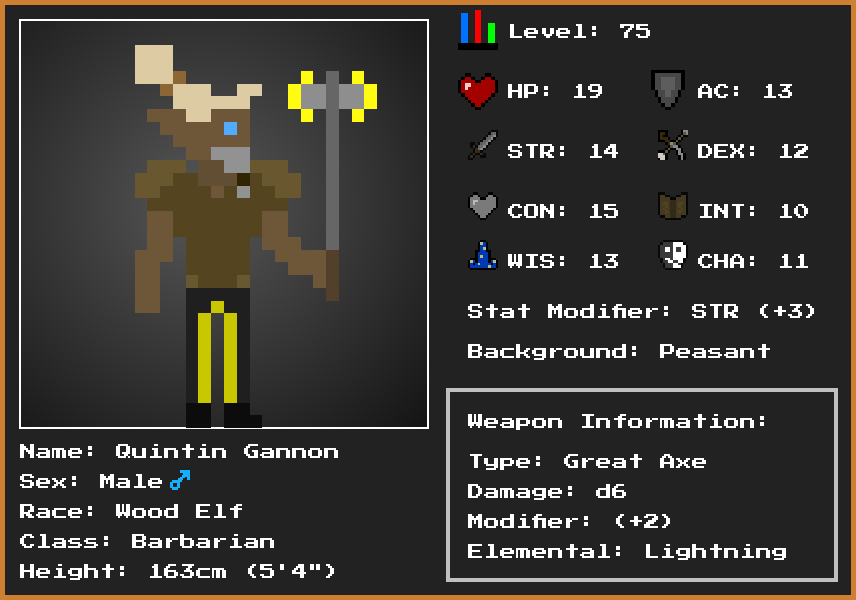 Level: 75
HP: 19
AC: 13
STR: 14
DEX: 12
CON: 15
INT: 10
WIS: 13
CHA: 11
Stat Modifier: STR (+3)
Background: Peasant
Weapon Information:
Type: Great Axe
Damage: d6
Modifier: (+2)
Elemental: Lightning
Name: Quintin Gannon
Sex: Male♂
Race: Wood Elf
Class: Barbarian
Height: 163cm (5'4")